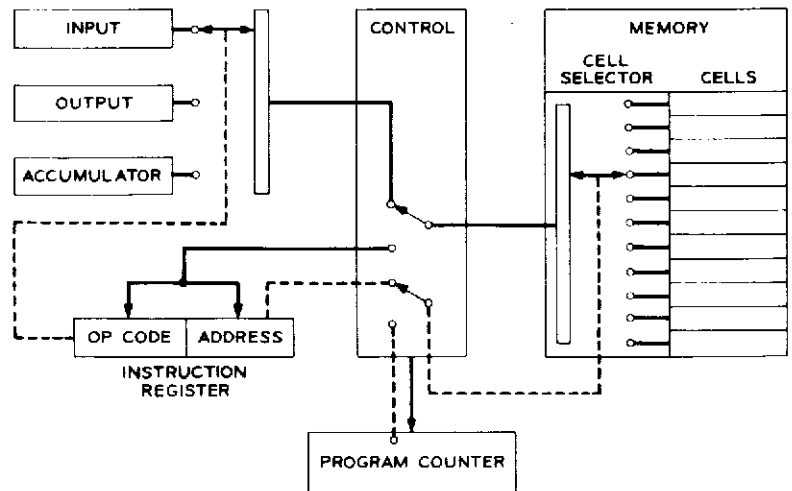 INPUT
OUTPUT
ACCUMULATOR
CONTROL
MEMORY
CELL
SELECTOR
CELLS
OP CODE
ADDRESS
INSTRUCTION
REGISTER
PROGRAM COUNTER